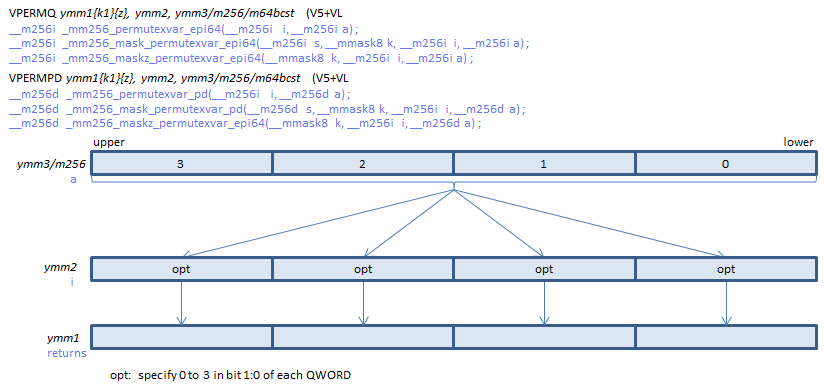 VPERMQ ymm1{k1}{z}, ymm2, ymm3/m256/m64bcst (V5+VL
__m256i _mm256_permutexvar_epi64(__m256i i, __m256i a) ;
__m256i _mm256_mask_permutexvar_epi64(__m256i s, __mmask8 k, __m256i i, __m256i a) ;
__m256i _mm256_maskz_permutexvar_epi64(__mmask8 k, __m256i i, __m256i a) ;
VPERMPD ymm1{k1}{z}, ymm2, ymm3/m256/m64bcst (V5+VL
__m256d _mm256_permutexvar_pd(__m256i i, __m256d a) ;
__m256d _mm256_mask_permutexvar_pd(__m256d s, __mmask8 k, __m256i i, __m256d a) ;
__m256d _mm256_maskz_permutexvar_epi64(__mmask8 k, __m256i i, __m256d a) ;
upper lower
ymm3/m256 3 2 1 0
a
ymm2 opt opt opt opt
i
ymm1
returns
opt: specify 0 to 3 in bit 1:0 of each QWORD